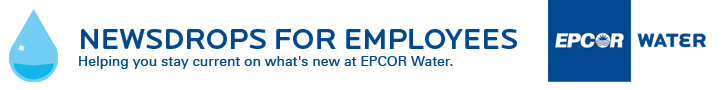 NEWSDROPS FOR EMPLOYEES
Helping you stay current on what's new at EPCOR Water.
EPCOR WATER